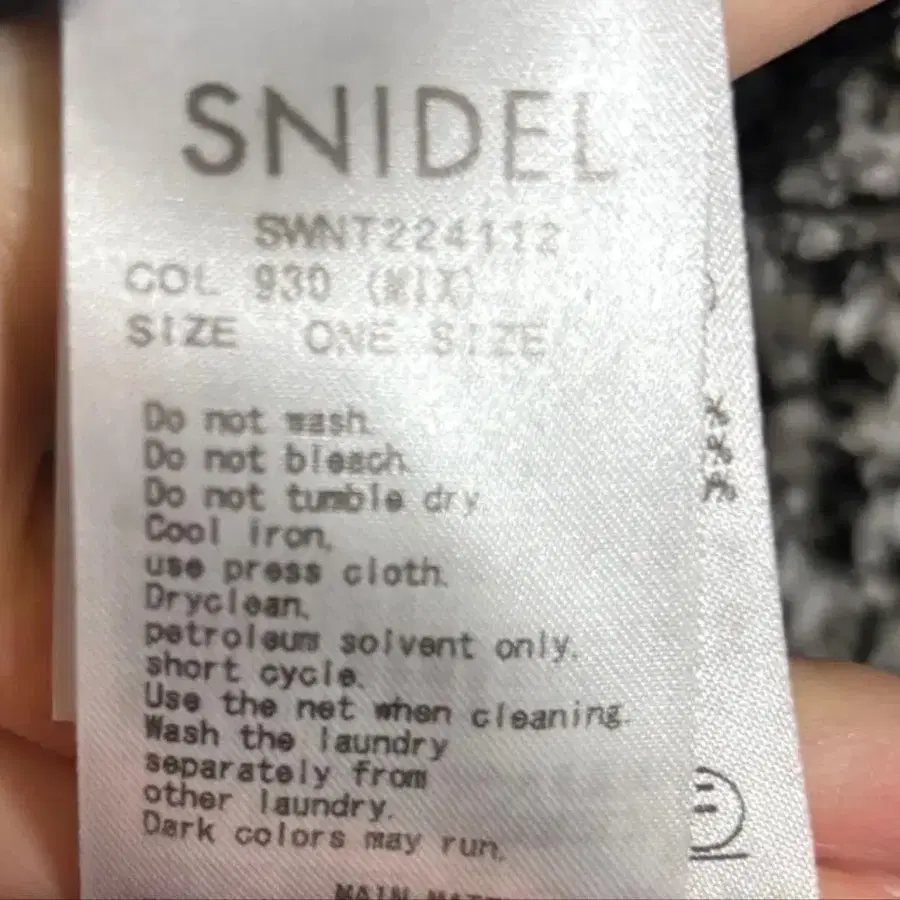 SNIDEL
SWNT224112
COL 930 (MIX)
SIZE ONE SIZE
Do not wash.
Do not bleach.
Do not tumble dry
Cool iron.
use press cloth.
Dryclean.
petroleum solvent only.
short cycle.
Use the net when cleaning.
Wash the laundry
separately from
other laundry.
Dark colors may run.
MAIN